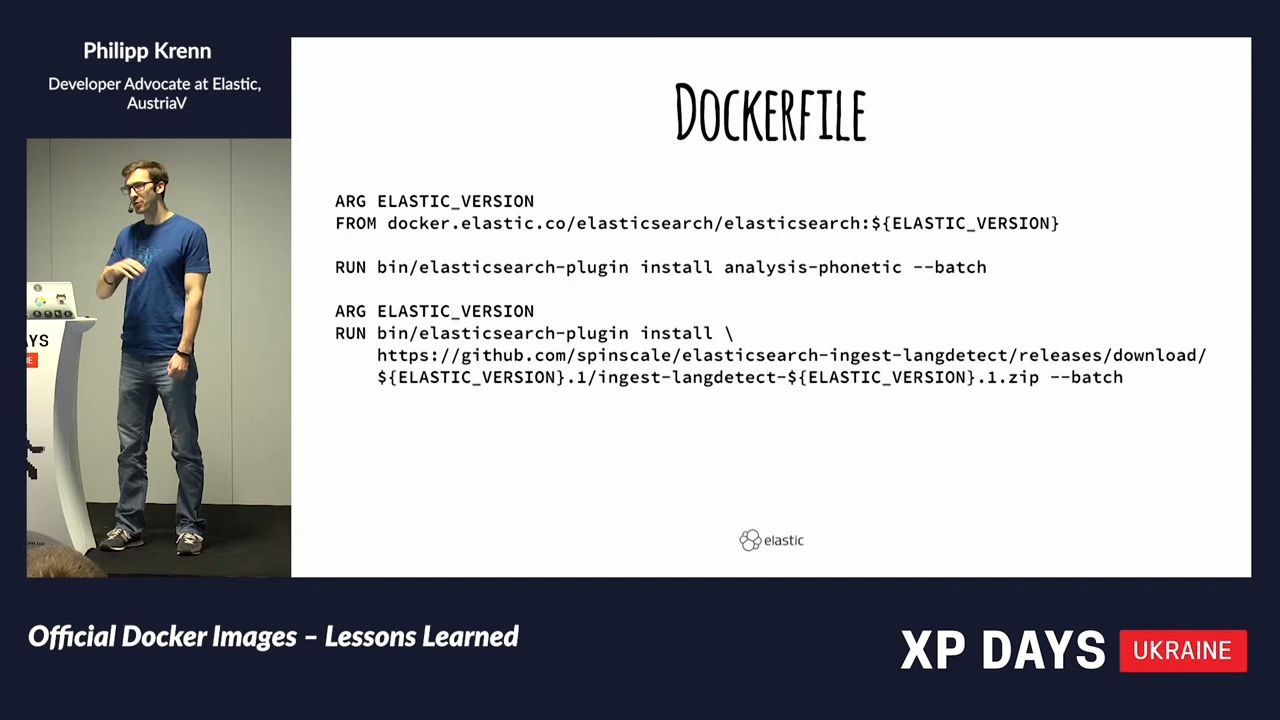 Philipp Krenn
Developer Advocate at Elastic,
AustriaV
DOCKERFILE
ARG ELASTIC_VERSION
FROM docker.elastic.co/elasticsearch/elasticsearch:${ELASTIC_VERSION}
RUN bin/elasticsearch-plugin install analysis-phonetic --batch
ARG ELASTIC_VERSION
RUN bin/elasticsearch-plugin install \
https://github.com/spinscale/elasticsearch-ingest-langdetect/releases/download/
${ELASTIC_VERSION}.1/ingest-langdetect-${ELASTIC_VERSION}.1.zip --batch
elastic
AYS
Official Docker Images – Lessons Learned
XP DAYS UKRAINE